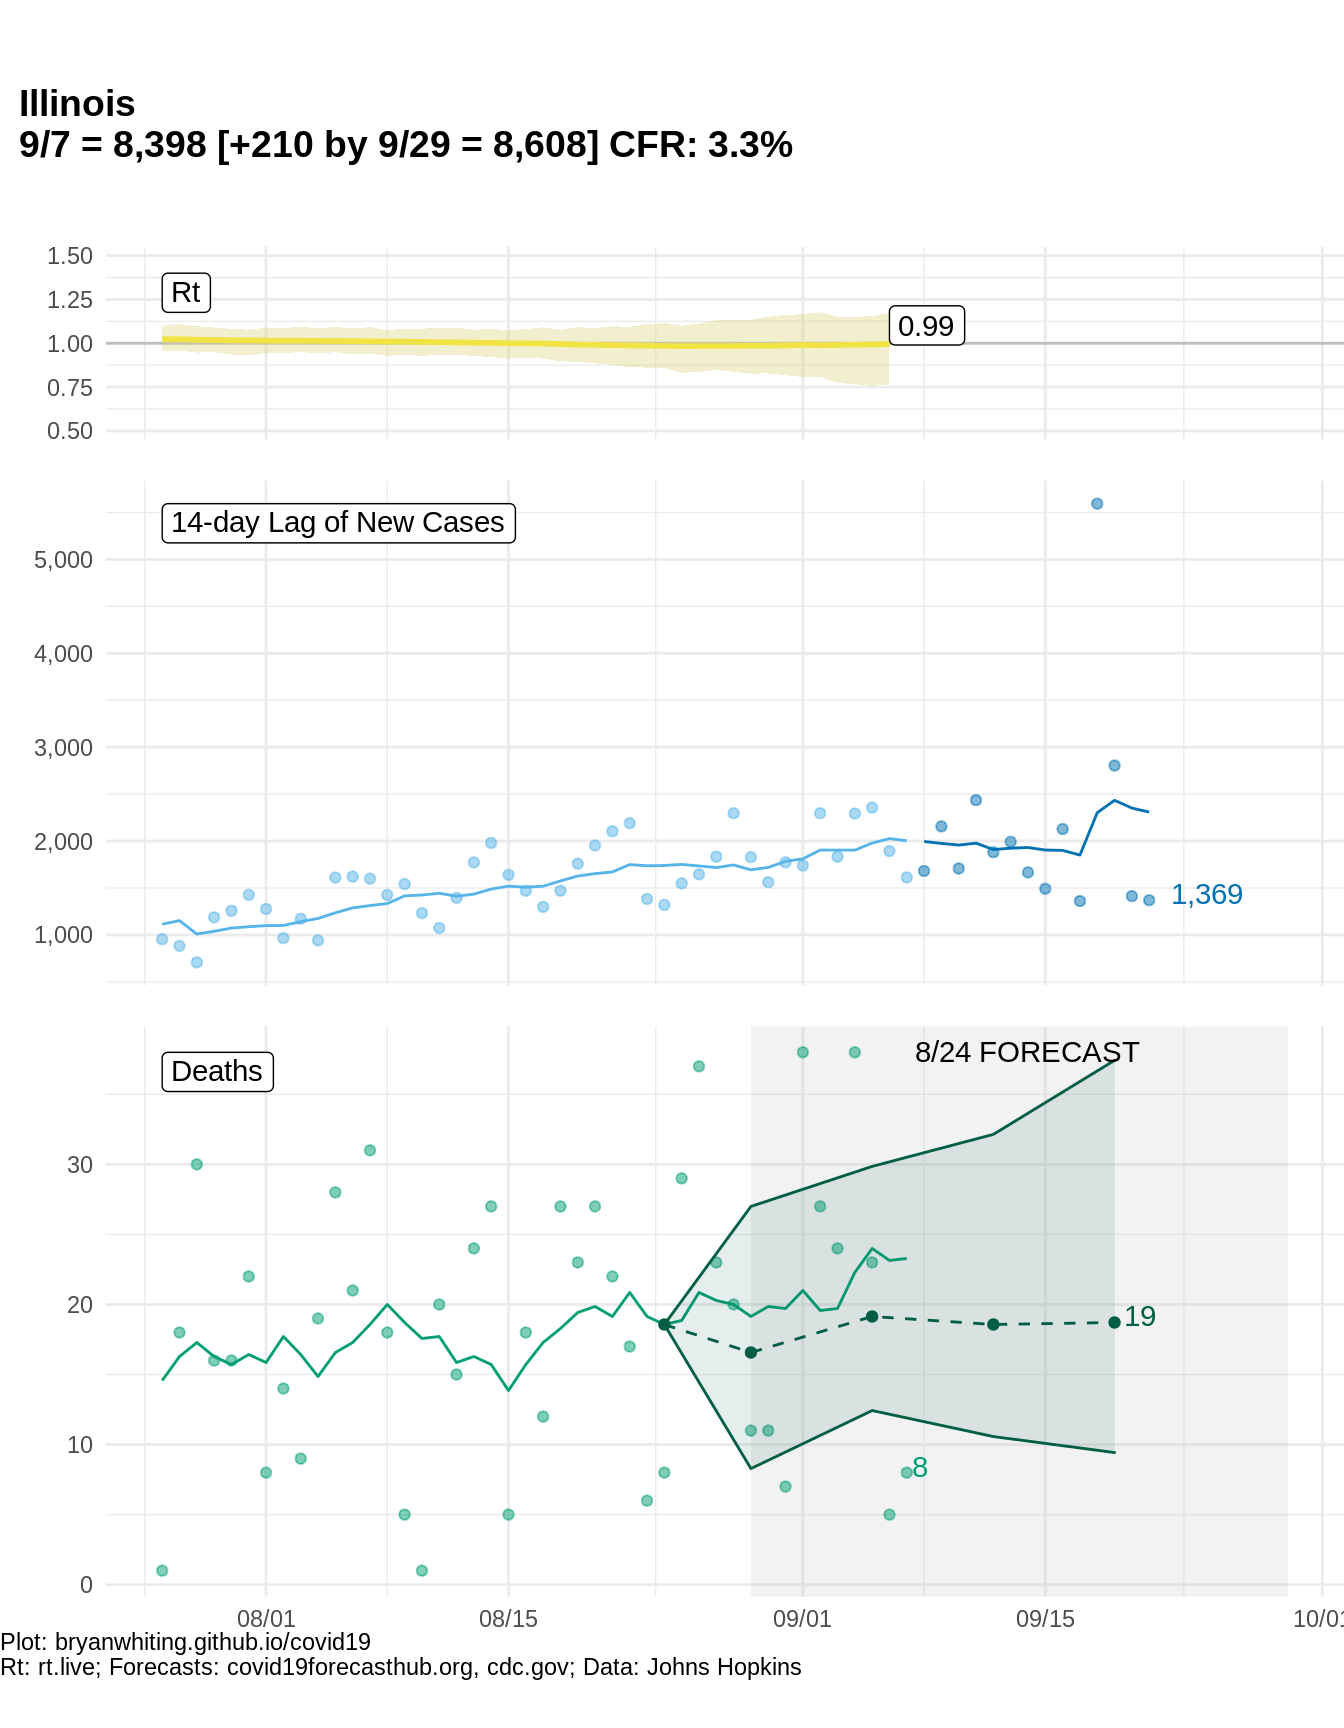 Illinois
9/7 = 8,398 [+210 by 9/29 = 8,608] CFR: 3.3%
1.50
1.25
1.00
0.75
0.50
Rt
0.99
14-day Lag of New Cases
5,000
4,000
3,000
2,000
1,000
1,369
Deaths
8/24 FORECAST
30
20
10
0
19
8
08/01 08/15 09/01 09/15 10/01
Plot: bryanwhiting.github.io/covid19
Rt: rt.live; Forecasts: covid19forecasthub.org, cdc.gov; Data: Johns Hopkins